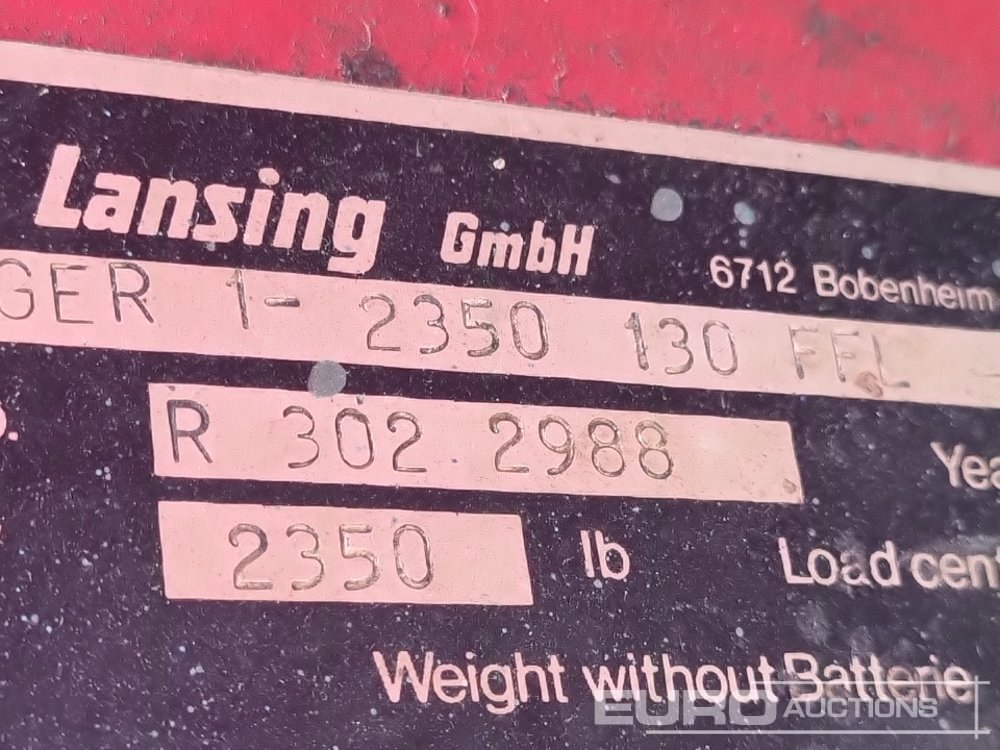 Lansing GmbH 6712 Bobenheim
GER 1- 2350 130 FFL -
R 302 2988 Yea
2350 lb Load cent
Weight without Batterie
EURO AUCTIONS